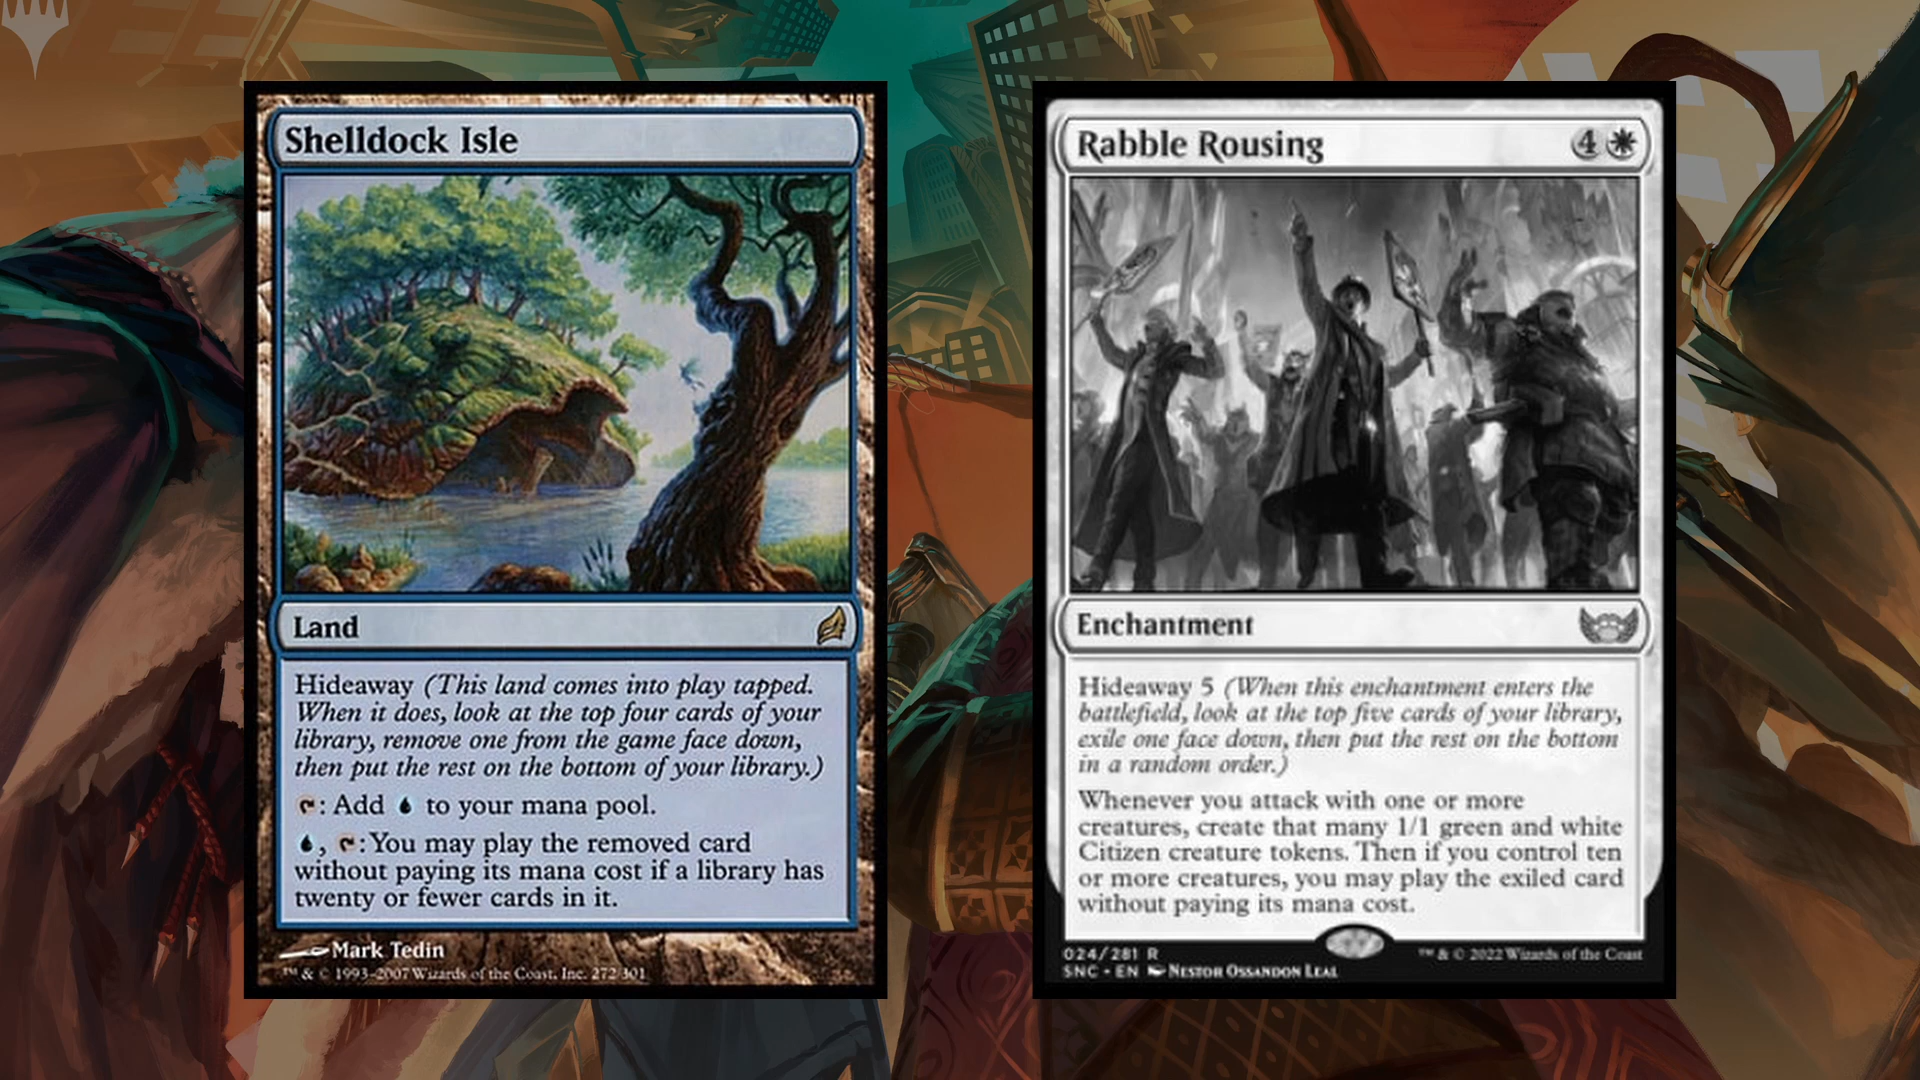 Shelldock Isle
Land
Hideaway (This land comes into play tapped.
When it does, look at the top four cards of your
library, remove one from the game face down,
then put the rest on the bottom of your library.)
: Add to your mana pool.
, : You may play the removed card
without paying its mana cost if a library has
twenty or fewer cards in it.
Mark Tedin
™ & © 1993–2007 Wizards of the Coast, Inc. 272/301
Rabble Rousing
4
Enchantment
Hideaway 5 (When this enchantment enters the
battlefield, look at the top five cards of your library,
exile one face down, then put the rest on the bottom
in a random order.)
Whenever you attack with one or more
creatures, create that many 1/1 green and white
Citizen creature tokens. Then if you control ten
or more creatures, you may play the exiled card
without paying its mana cost.
024/281 R
SNC • EN Nestor Ossandon Leal
™ & © 2022 Wizards of the Coast